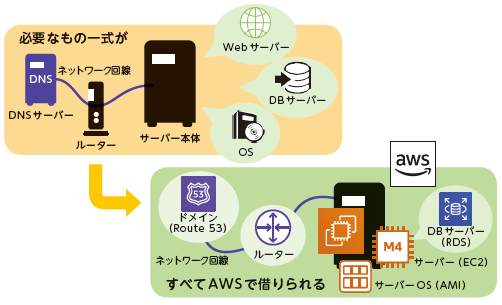 必要なもの一式が
Webサーバー
DNS
ネットワーク回線
DBサーバー
DNSサーバー
ルーター
サーバー本体
OS
aws
53
ドメイン
(Route 53)
ルーター
DBサーバー
(RDS)
M4
ネットワーク回線
サーバー(EC2)
すべてAWSで借りられる
サーバーOS(AMI)